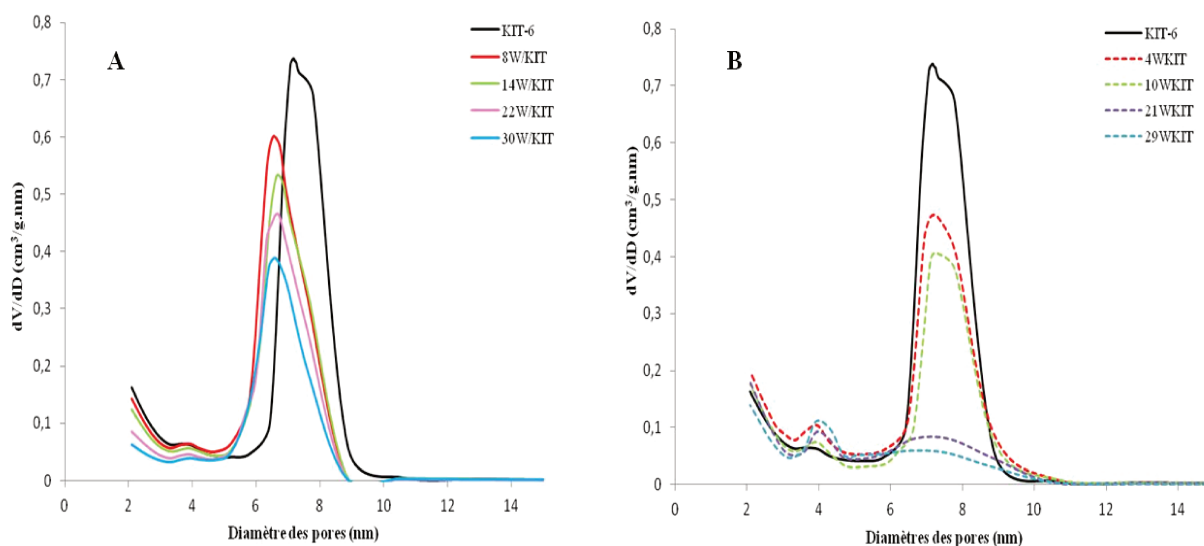 A
dV/dD (cm³/g.nm)
0,8
0,7
0,6
0,5
0,4
0,3
0,2
0,1
0
0 2 4 6 8 10 12 14
Diamètre des pores (nm)
KIT-6
8W/KIT
14W/KIT
22W/KIT
30W/KIT
B
dV/dD (cm³/g.nm)
0,8
0,7
0,6
0,5
0,4
0,3
0,2
0,1
0
0 2 4 6 8 10 12 14
Diamètres des pores (nm)
KIT-6
4WKIT
10WKIT
21WKIT
29WKIT